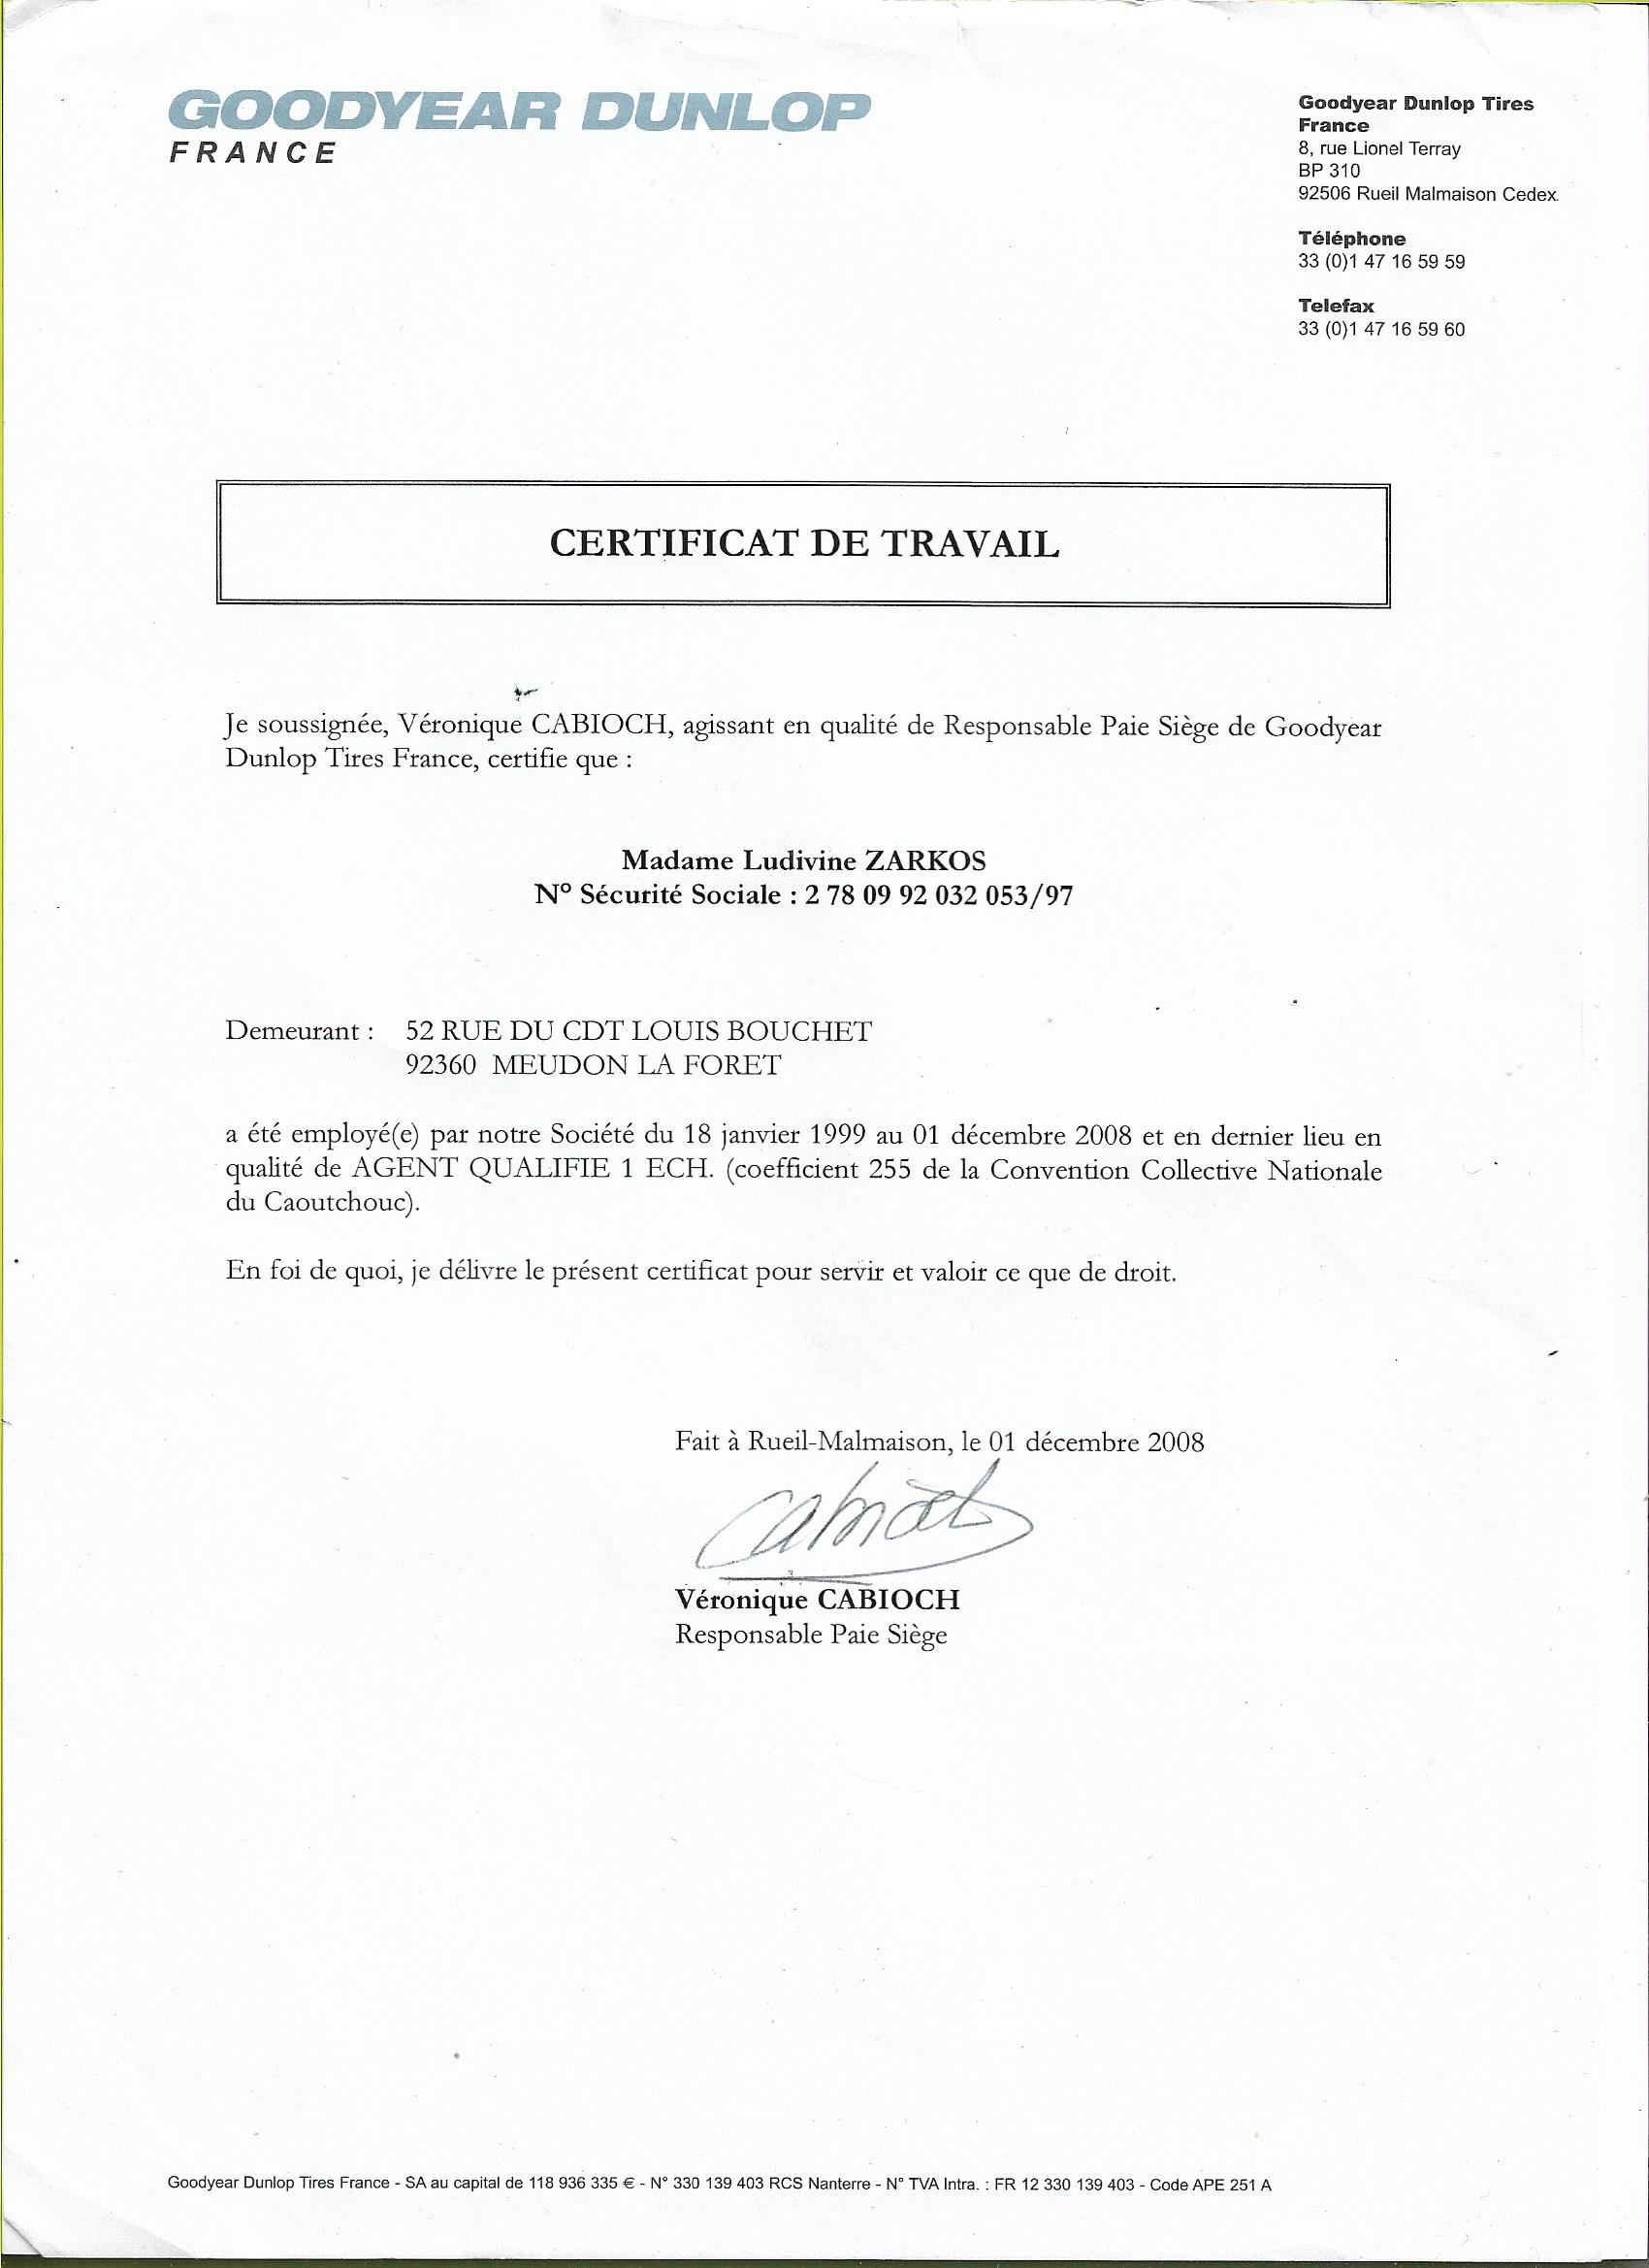 GOODYEAR DUNLOP
FRANCE
Goodyear Dunlop Tires
France
8, rue Lionel Terray
BP 310
92506 Rueil Malmaison Cedex
Téléphone
33 (0)1 47 16 59 59
Telefax
33 (0)1 47 16 59 60
CERTIFICAT DE TRAVAIL
Je soussignée, Véronique CABIOCH, agissant en qualité de Responsable Paie Siège de Goodyear
Dunlop Tires France, certifie que :
Madame Ludivine ZARKOS
N° Sécurité Sociale : 2 78 09 92 032 053/97
Demeurant : 52 RUE DU CDT LOUIS BOUCHET
92360 MEUDON LA FORET
a été employé(e) par notre Société du 18 janvier 1999 au 01 décembre 2008 et en dernier lieu en
qualité de AGENT QUALIFIE 1 ECH. (coefficient 255 de la Convention Collective Nationale
du Caoutchouc).
En foi de quoi, je délivre le présent certificat pour servir et valoir ce que de droit.
Fait à Rueil-Malmaison, le 01 décembre 2008
Véronique CABIOCH
Responsable Paie Siège
Goodyear Dunlop Tires France - SA au capital de 118 936 335 € - N° 330 139 403 RCS Nanterre - N° TVA Intra. : FR 12 330 139 403 - Code APE 251 A